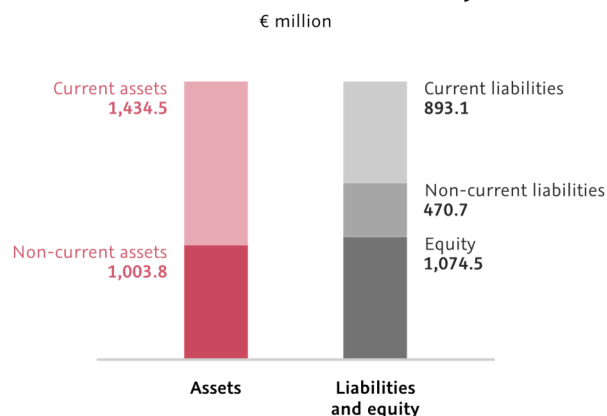 € million
Current assets
1,434.5
Current liabilities
893.1
Non-current liabilities
470.7
Equity
1,074.5
Non-current assets
1,003.8
Assets
Liabilities
and equity